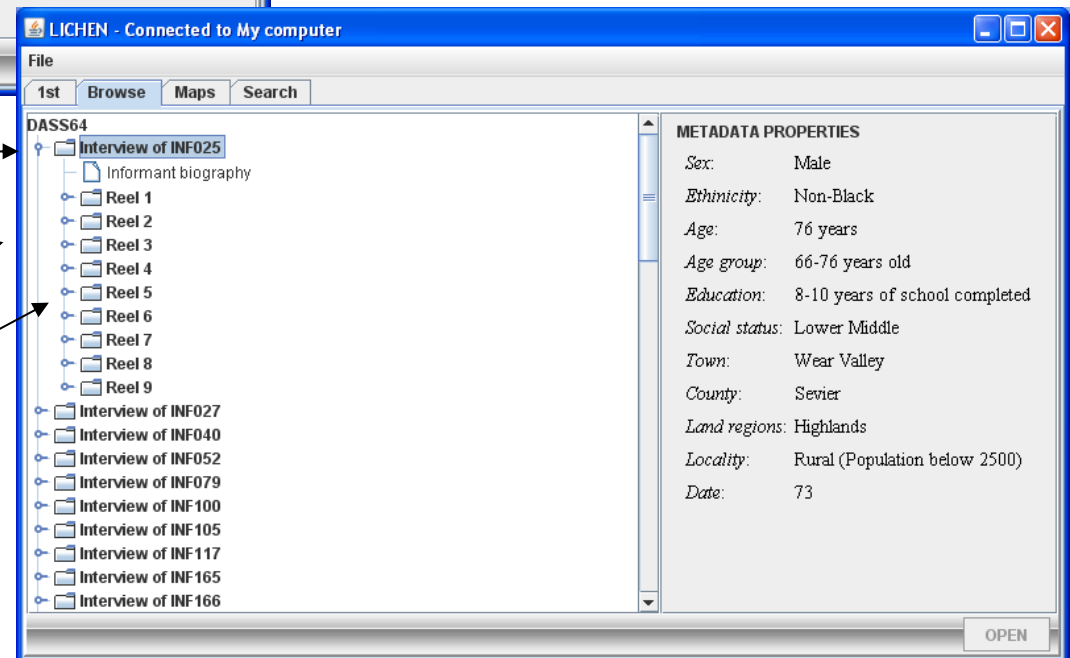 LICHEN - Connected to My computer
File
1st Browse Maps Search
DASS64
Interview of INF025
Informant biography
Reel 1
Reel 2
Reel 3
Reel 4
Reel 5
Reel 6
Reel 7
Reel 8
Reel 9
Interview of INF027
Interview of INF040
Interview of INF052
Interview of INF079
Interview of INF100
Interview of INF105
Interview of INF117
Interview of INF165
Interview of INF166
METADATA PROPERTIES
Sex: Male
Ethinicity: Non-Black
Age: 76 years
Age group: 66-76 years old
Education: 8-10 years of school completed
Social status: Lower Middle
Town: Wear Valley
County: Sevier
Land regions: Highlands
Locality: Rural (Population below 2500)
Date: 73
OPEN